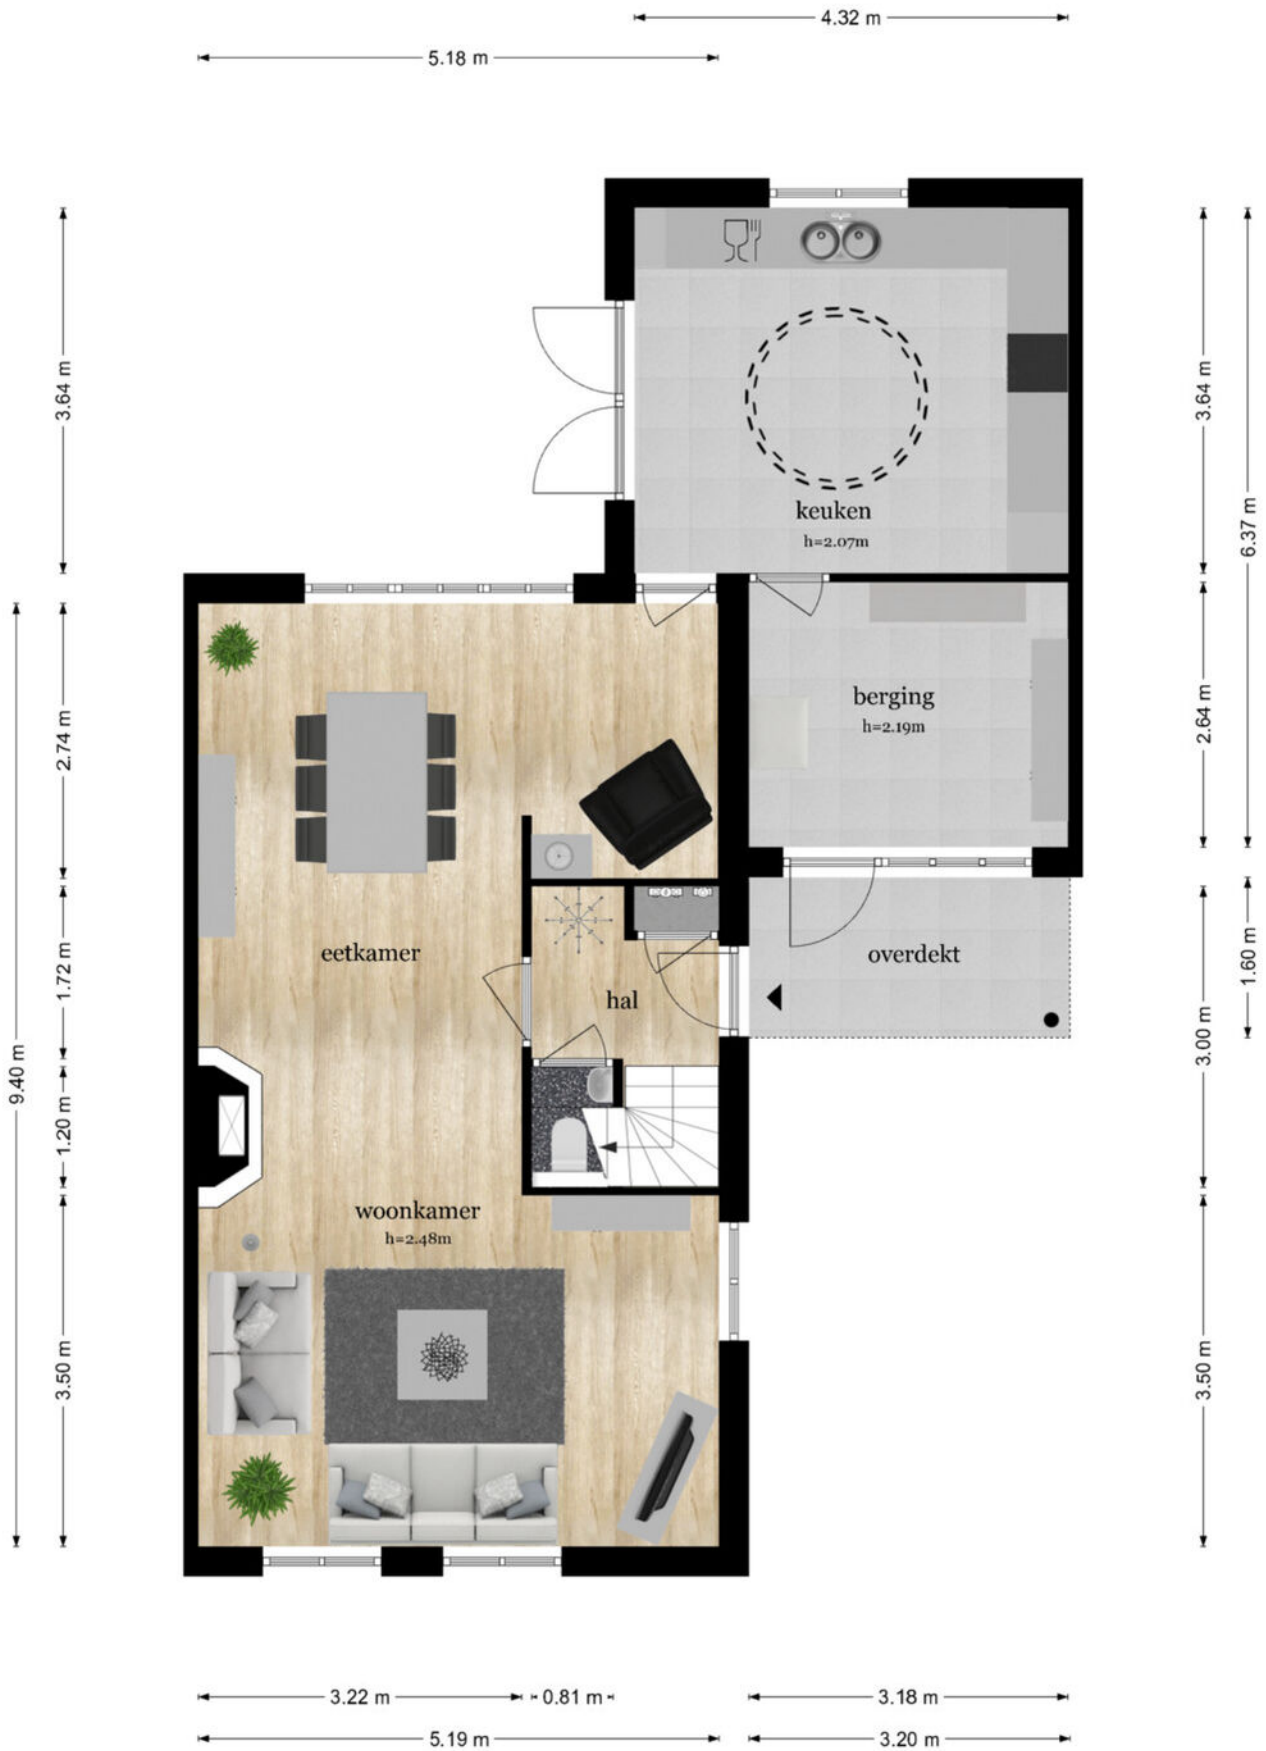 4.32 m
5.18 m
3.64 m
3.64 m
keuken
h=2.07m
6.37 m
2.74 m
berging
h=2.19m
2.64 m
eetkamer
overdekt
1.72 m
hal
1.60 m
9.40 m
3.00 m
1.20 m
woonkamer
h=2.48m
3.50 m
3.50 m
3.22 m
0.81 m
3.18 m
5.19 m
3.20 m